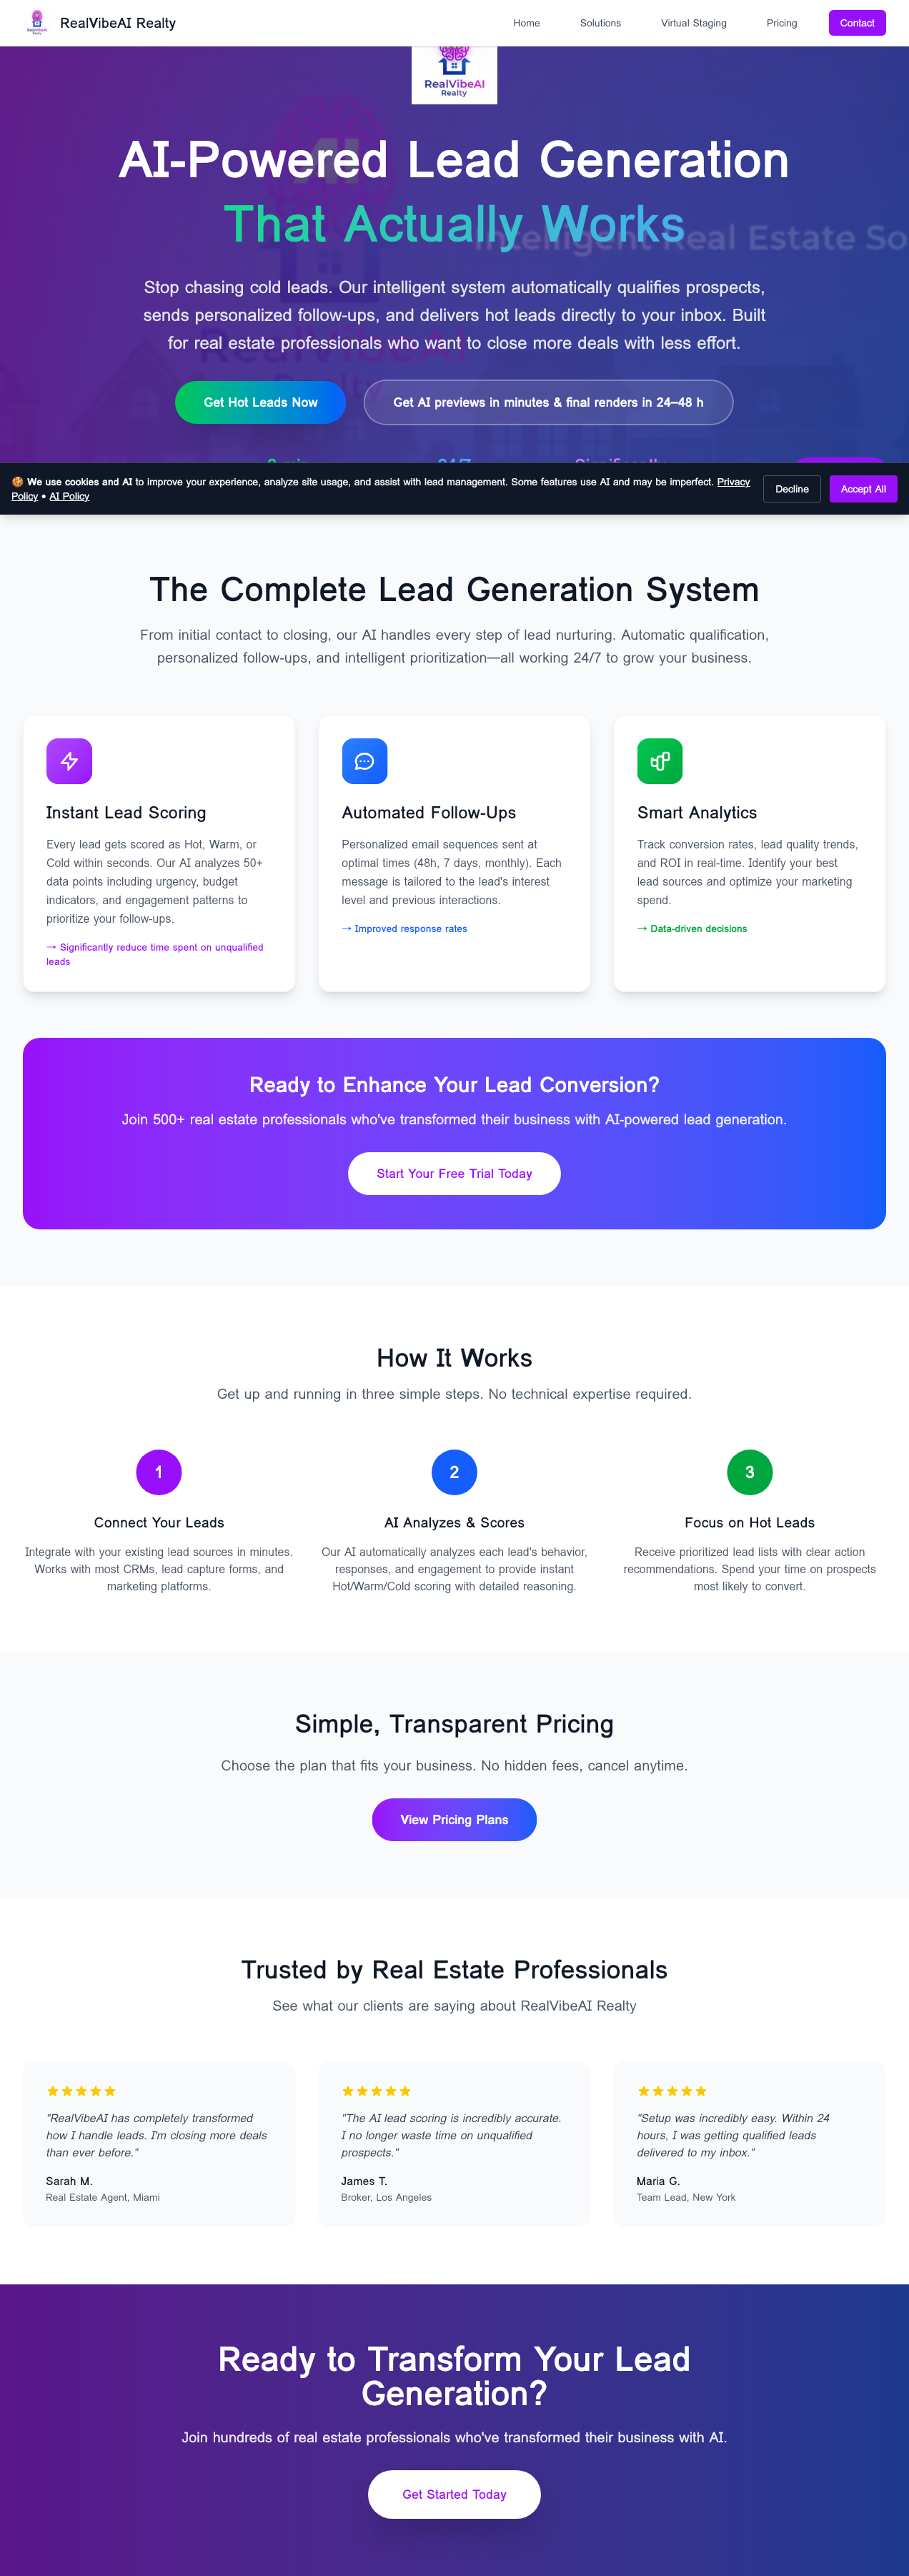 RealVibeAI Realty
Home
Solutions
Virtual Staging
Pricing
Contact
RealVibeAI
Realty
AI-Powered Lead Generation
That Actually Works
Intelligent Real Estate So
Stop chasing cold leads. Our intelligent system automatically qualifies prospects,
sends personalized follow-ups, and delivers hot leads directly to your inbox. Built
for real estate professionals who want to close more deals with less effort.
RealVibeAI
Realty
Get Hot Leads Now
Get AI previews in minutes & final renders in 24–48 h
24/7
Significantly
🍪 We use cookies and AI to improve your experience, analyze site usage, and assist with lead management. Some features use AI and may be imperfect. Privacy
Policy • AI Policy
Decline
Accept All
The Complete Lead Generation System
From initial contact to closing, our AI handles every step of lead nurturing. Automatic qualification,
personalized follow-ups, and intelligent prioritization—all working 24/7 to grow your business.
Instant Lead Scoring
Every lead gets scored as Hot, Warm, or
Cold within seconds. Our AI analyzes 50+
data points including urgency, budget
indicators, and engagement patterns to
prioritize your follow-ups.
→ Significantly reduce time spent on unqualified
leads
Automated Follow-Ups
Personalized email sequences sent at
optimal times (48h, 7 days, monthly). Each
message is tailored to the lead's interest
level and previous interactions.
→ Improved response rates
Smart Analytics
Track conversion rates, lead quality trends,
and ROI in real-time. Identify your best
lead sources and optimize your marketing
spend.
→ Data-driven decisions
Ready to Enhance Your Lead Conversion?
Join 500+ real estate professionals who've transformed their business with AI-powered lead generation.
Start Your Free Trial Today
How It Works
Get up and running in three simple steps. No technical expertise required.
1
Connect Your Leads
Integrate with your existing lead sources in minutes.
Works with most CRMs, lead capture forms, and
marketing platforms.
2
AI Analyzes & Scores
Our AI automatically analyzes each lead's behavior,
responses, and engagement to provide instant
Hot/Warm/Cold scoring with detailed reasoning.
3
Focus on Hot Leads
Receive prioritized lead lists with clear action
recommendations. Spend your time on prospects
most likely to convert.
Simple, Transparent Pricing
Choose the plan that fits your business. No hidden fees, cancel anytime.
View Pricing Plans
Trusted by Real Estate Professionals
See what our clients are saying about RealVibeAI Realty
"RealVibeAI has completely transformed
how I handle leads. I'm closing more deals
than ever before."
Sarah M.
Real Estate Agent, Miami
"The AI lead scoring is incredibly accurate.
I no longer waste time on unqualified
prospects."
James T.
Broker, Los Angeles
"Setup was incredibly easy. Within 24
hours, I was getting qualified leads
delivered to my inbox."
Maria G.
Team Lead, New York
Ready to Transform Your Lead
Generation?
Join hundreds of real estate professionals who've transformed their business with AI.
Get Started Today